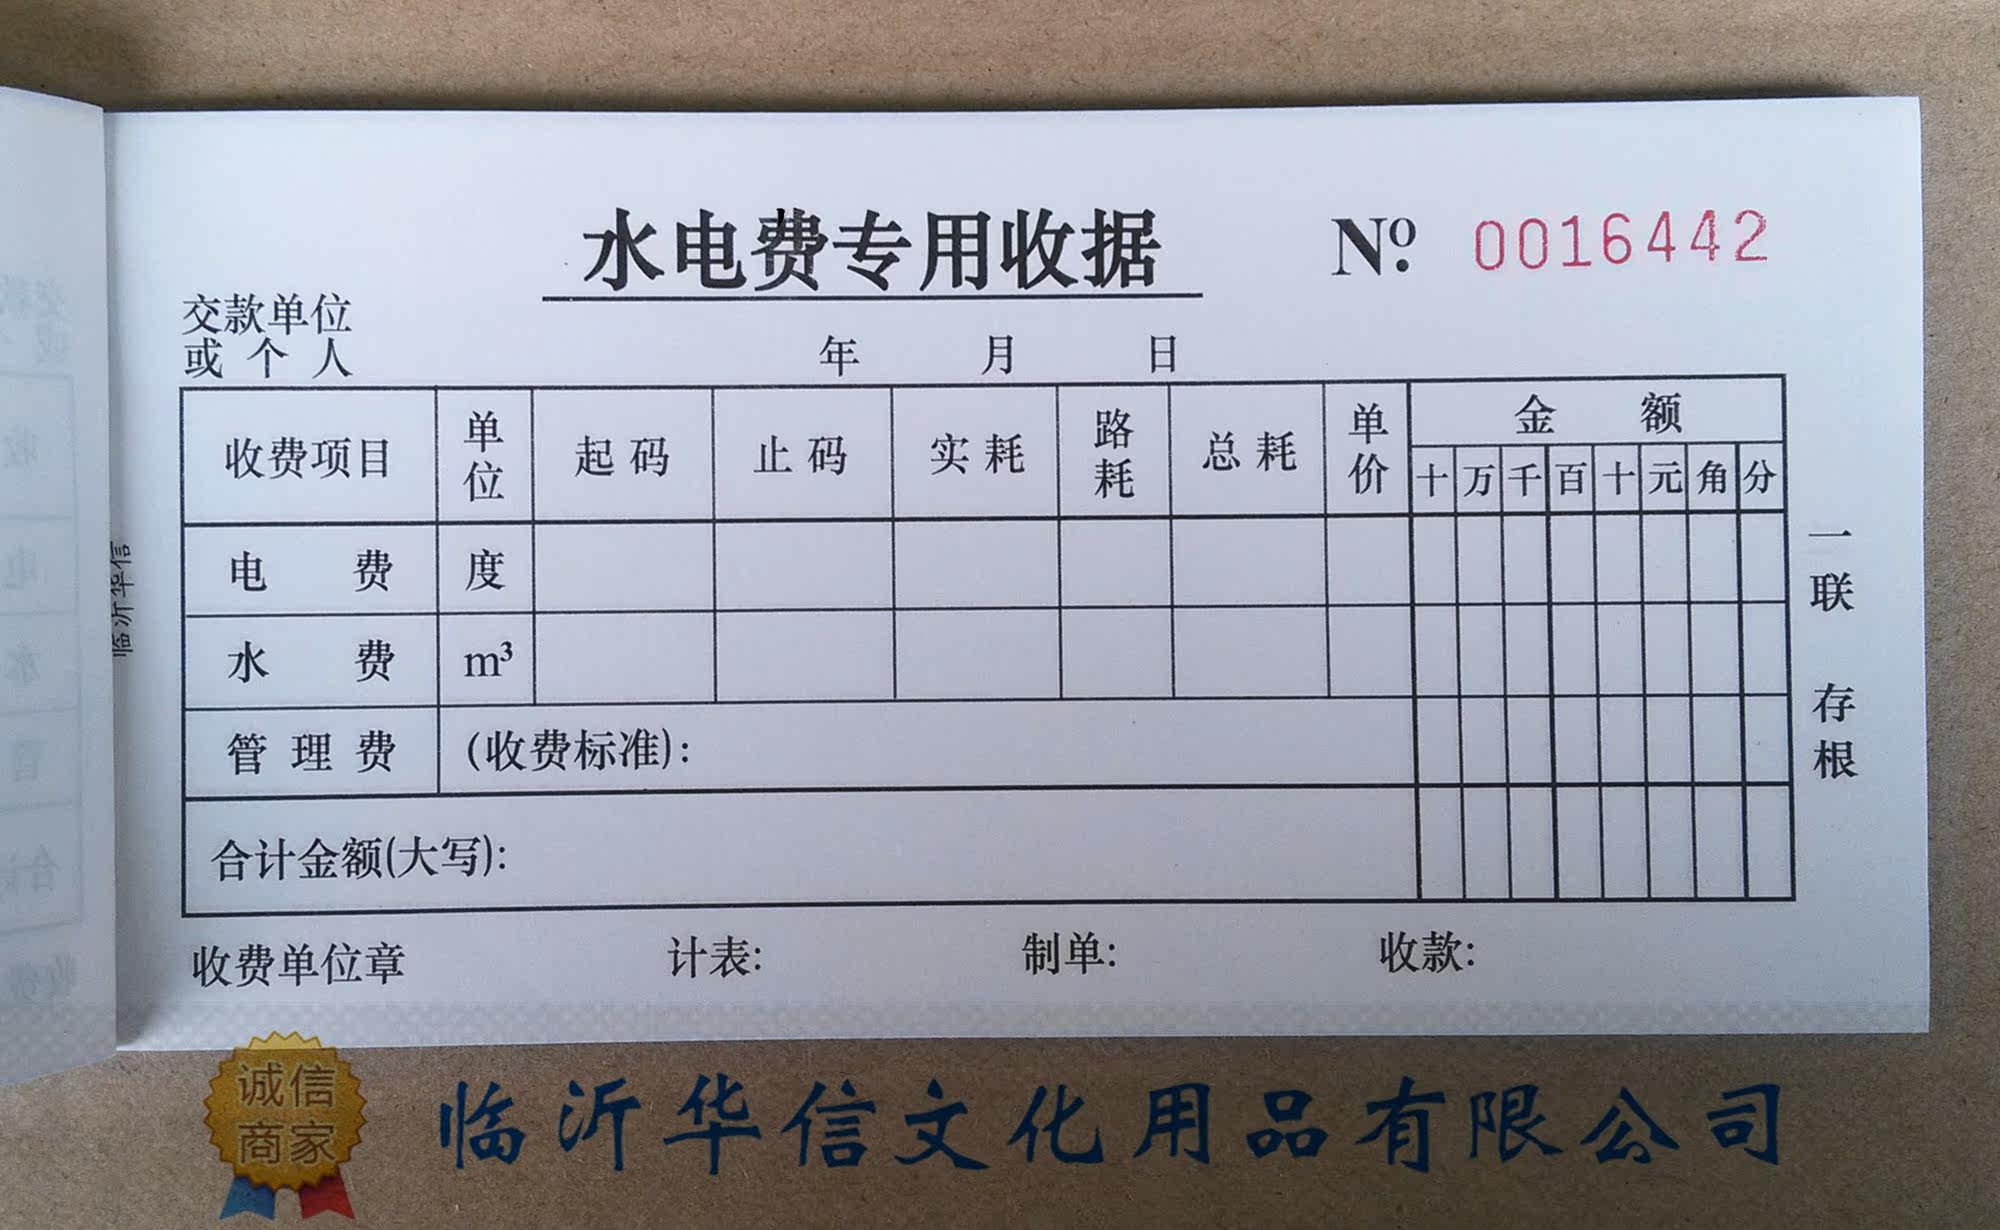 水电费专用收据
Nº. 0016442
交款单位
或 个 人
年 月 日
收费项目 单位 起码 止码 实耗 路耗 总耗 单价 金额
十 万 千 百 十 元 角 分
电 费 度
水 费 m³
管 理 费 (收费标准):
合计金额(大写):
收费单位章 计表: 制单: 收款:
一联 存根
临沂华信
诚信
商家
临沂华信文化用品有限公司